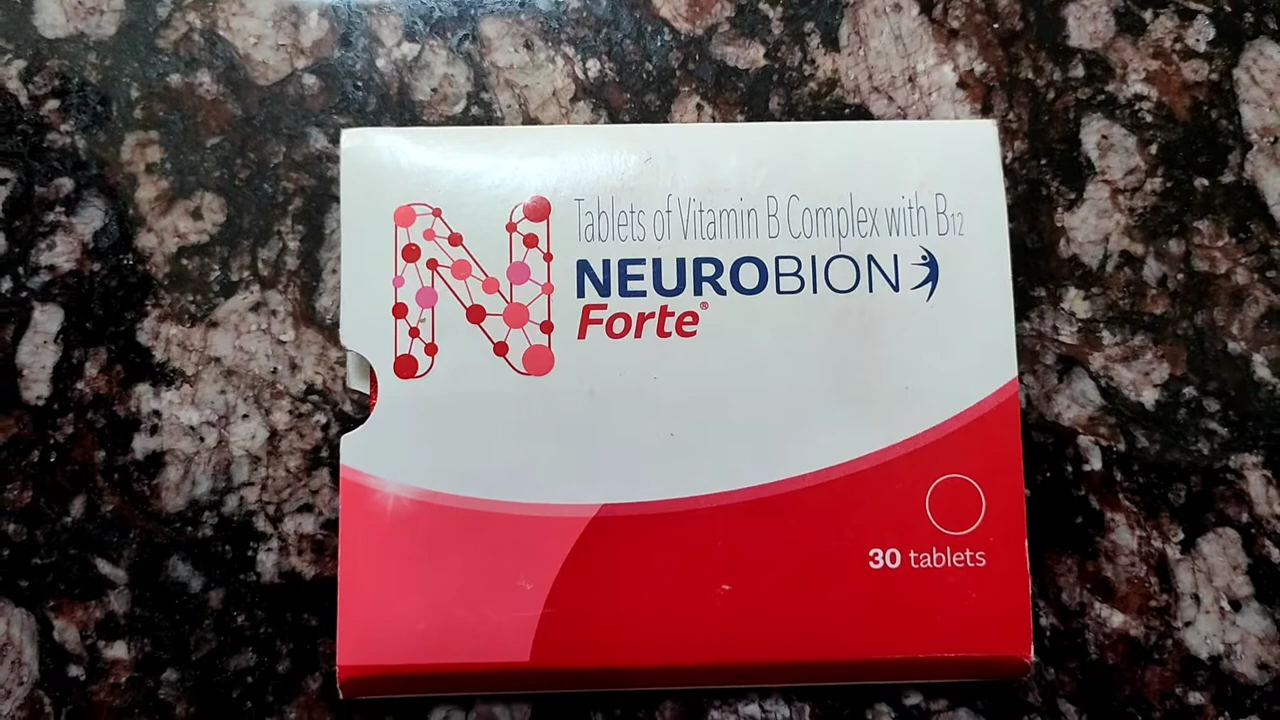 Tablets of Vitamin B Complex with B₁₂
NEUROBION
Forte®
30 tablets